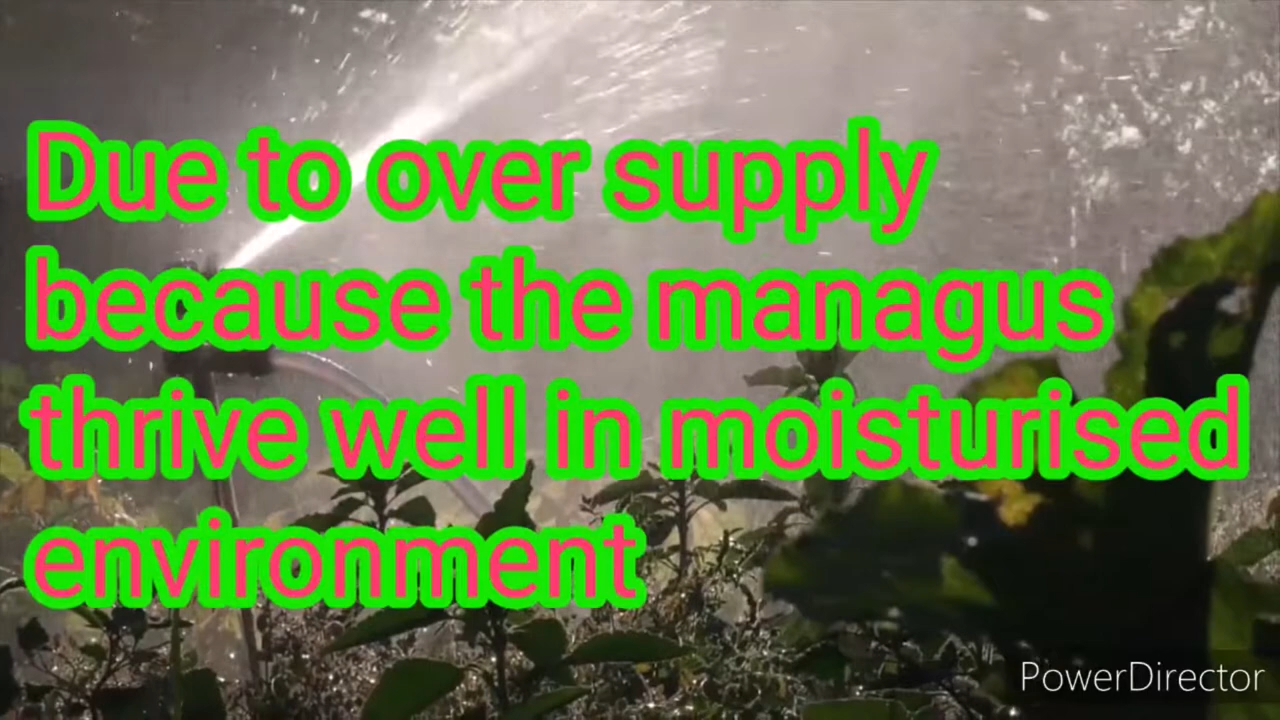 Due to over supply
because the managus
thrive well in moisturised
environment
PowerDirector